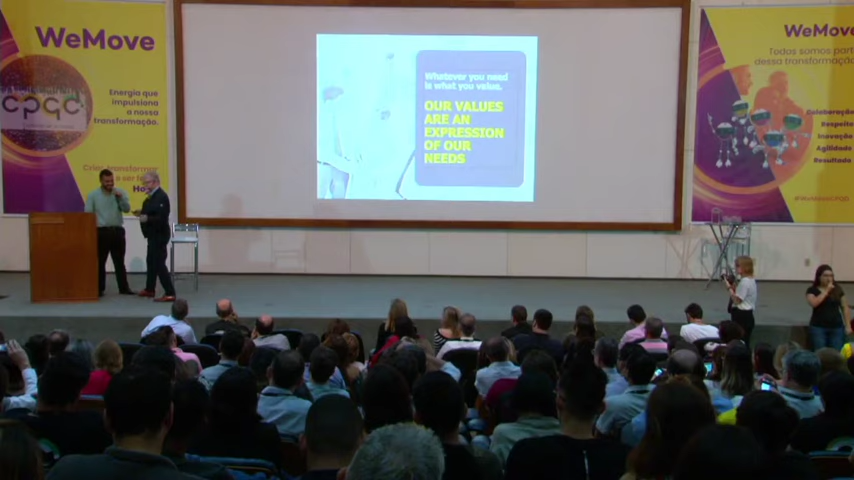 WeMove
cpqd
Energia que
impulsiona
a nossa
transformação.
Whatever you need
is what you value.
OUR VALUES
ARE AN
EXPRESSION
OF OUR
NEEDS
WeMove
Todos somos parte
dessa transformação
Colaboração
Respeito
Inovação
Agilidade
Resultado